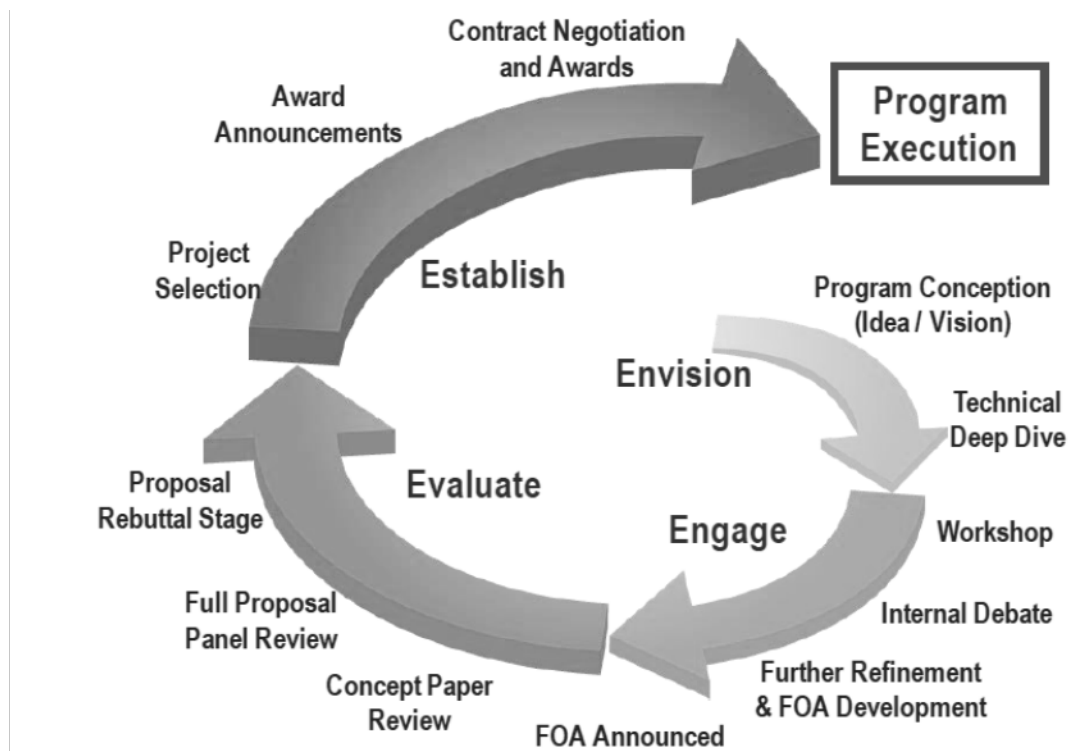 Contract Negotiation
and Awards
Award
Announcements
Program
Execution
Project
Selection
Establish
Program Conception
(Idea / Vision)
Envision
Technical
Deep Dive
Evaluate
Proposal
Rebuttal Stage
Engage
Workshop
Internal Debate
Full Proposal
Panel Review
Further Refinement
& FOA Development
Concept Paper
Review
FOA Announced